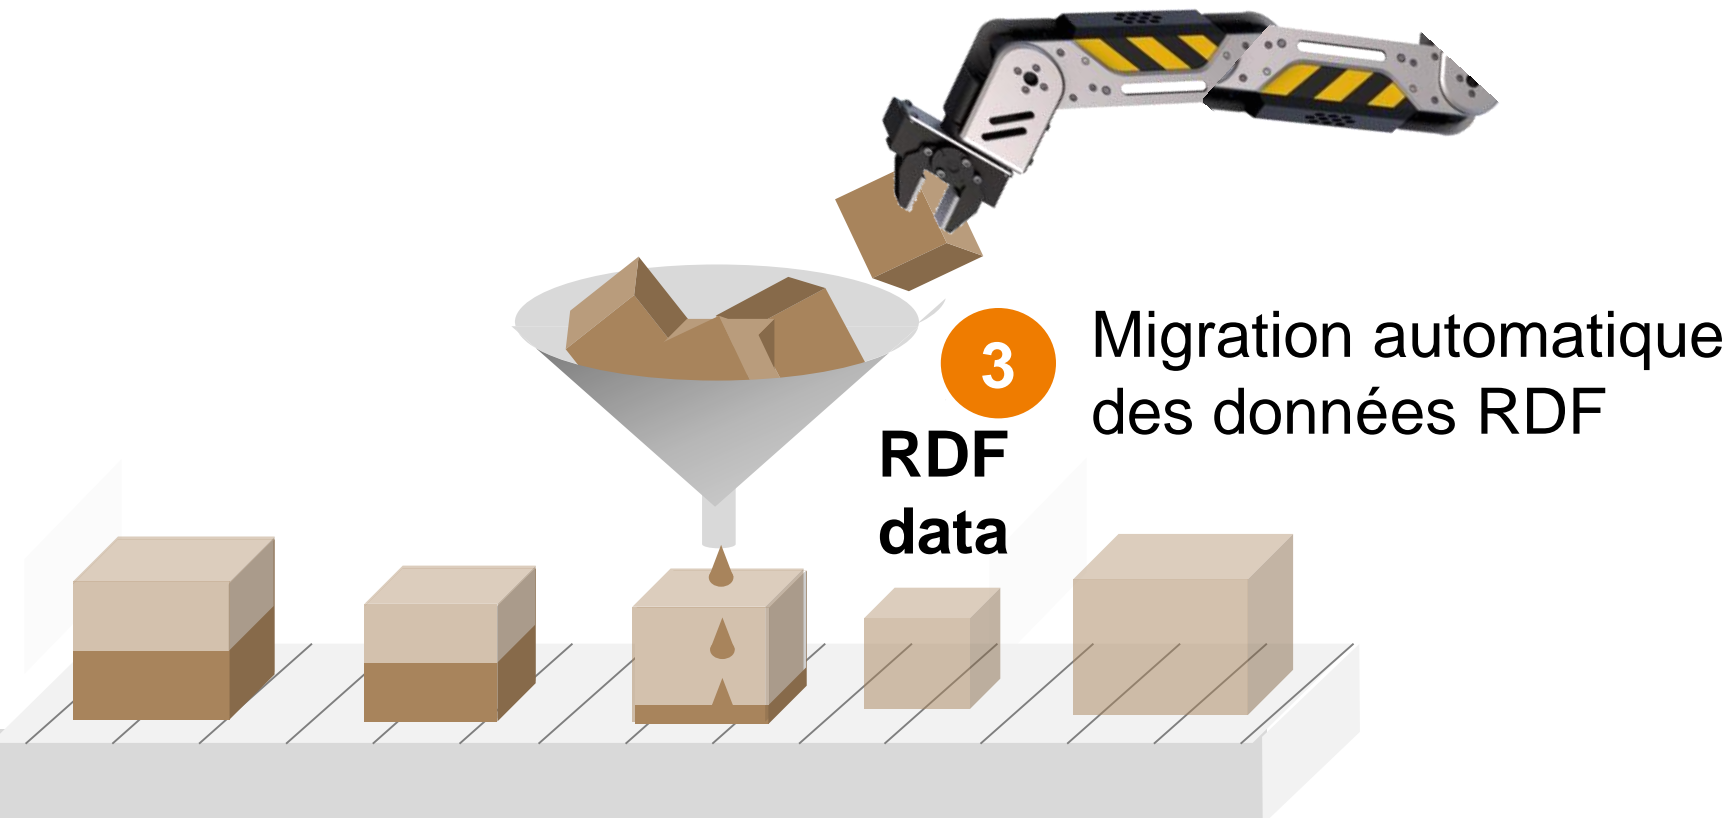 3
Migration automatique
des données RDF
RDF
data